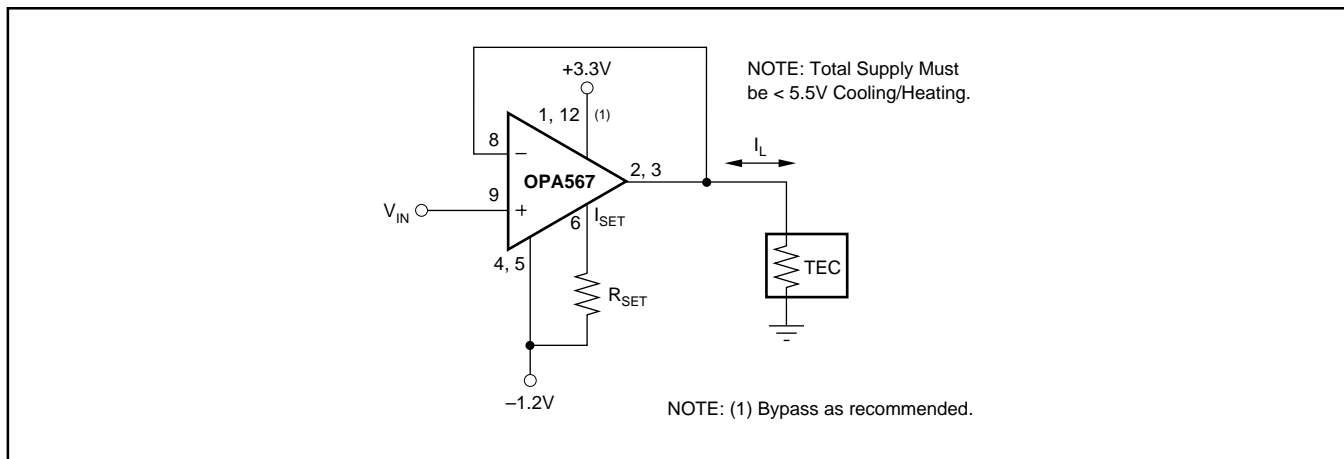 +3.3V
NOTE: Total Supply Must
be < 5.5V Cooling/Heating.
1, 12
(1)
8
−
2, 3
I_L
OPA567
9
V_IN
+
6
I_SET
4, 5
TEC
R_SET
–1.2V
NOTE: (1) Bypass as recommended.